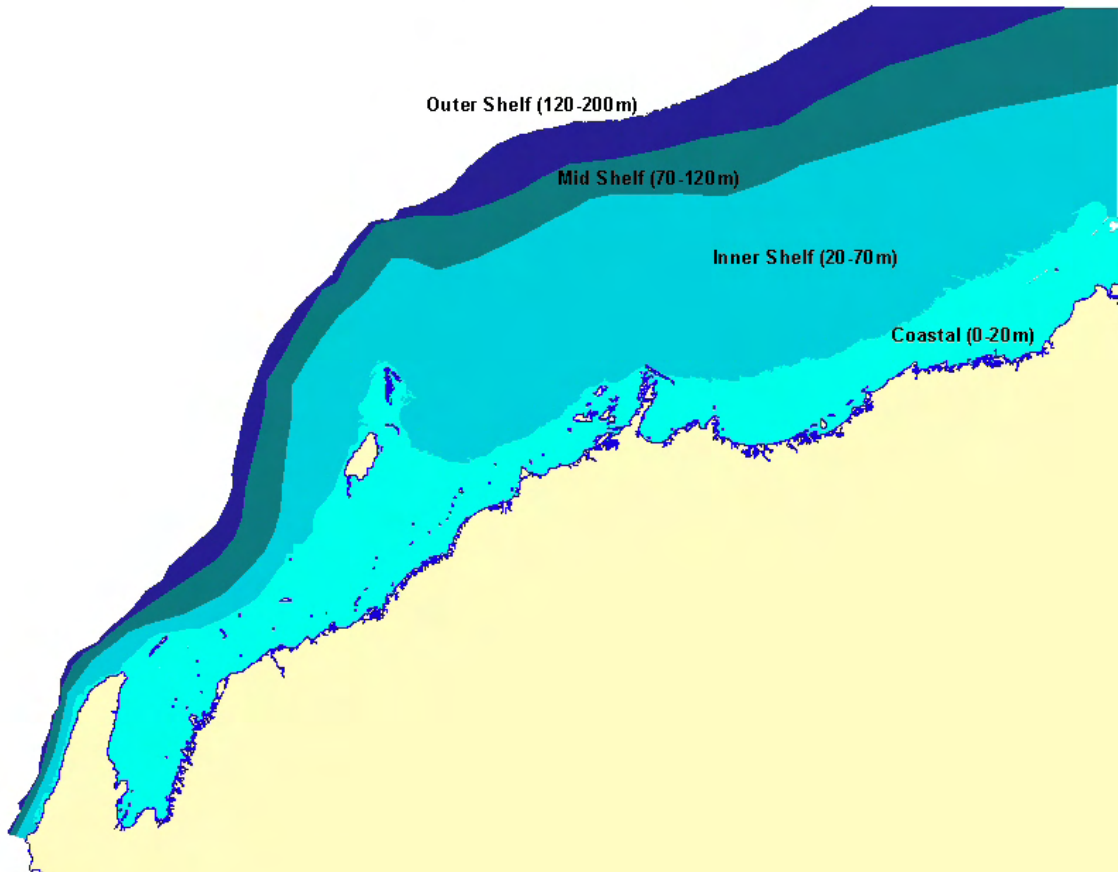 Outer Shelf (120-200m)
Mid Shelf (70-120m)
Inner Shelf (20-70m)
Coastal (0-20m)